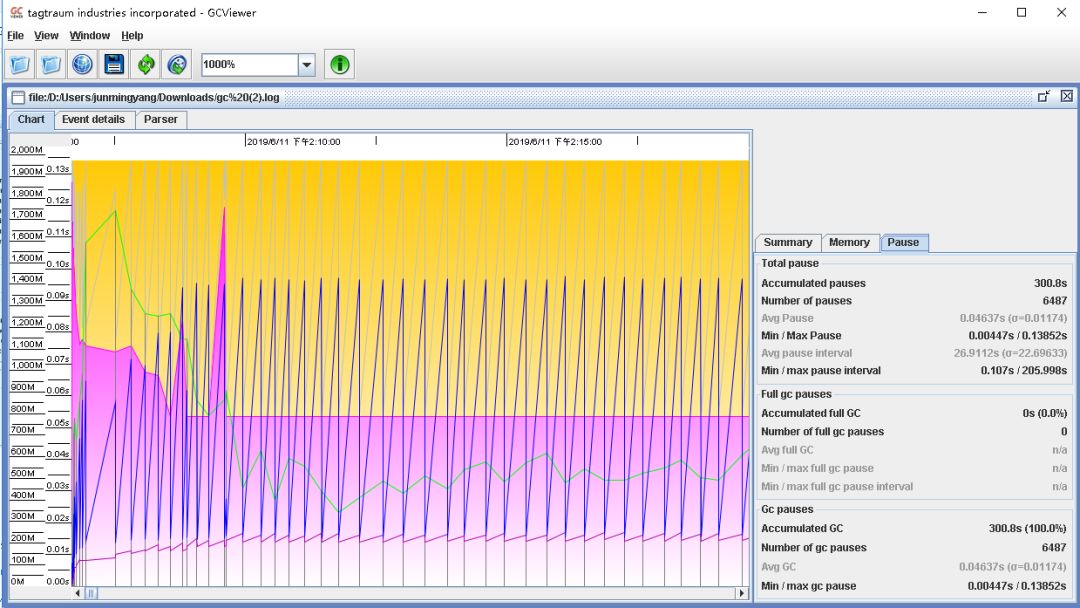 GC VIEWER tagtraum industries incorporated - GCViewer
File View Window Help
1000%
file:/D:/Users/junmingyang/Downloads/gc%20(2).log
Chart Event details Parser
2019/6/11 下午2:10:00 2019/6/11 下午2:15:00
2,000M
1,900M 0.13s
1,800M
0.12s
1,700M
1,600M 0.11s
1,500M
0.10s
1,400M
1,300M 0.09s
1,200M
0.08s
1,100M
1,000M 0.07s
900M
0.06s
800M
700M 0.05s
600M
0.04s
500M
400M 0.03s
300M
0.02s
200M
100M 0.01s
0M 0.00s
Summary Memory Pause
Total pause
Accumulated pauses 300.8s
Number of pauses 6487
Avg Pause 0.04637s (σ=0.01174)
Min / Max Pause 0.00447s / 0.13852s
Avg pause interval 26.9112s (σ=22.69633)
Min / max pause interval 0.107s / 205.998s
Full gc pauses
Accumulated full GC 0s (0.0%)
Number of full gc pauses 0
Avg full GC n/a
Min / max full gc pause n/a
Min / max full gc pause interval n/a
Gc pauses
Accumulated GC 300.8s (100.0%)
Number of gc pauses 6487
Avg GC 0.04637s (σ=0.01174)
Min / max gc pause 0.00447s / 0.13852s